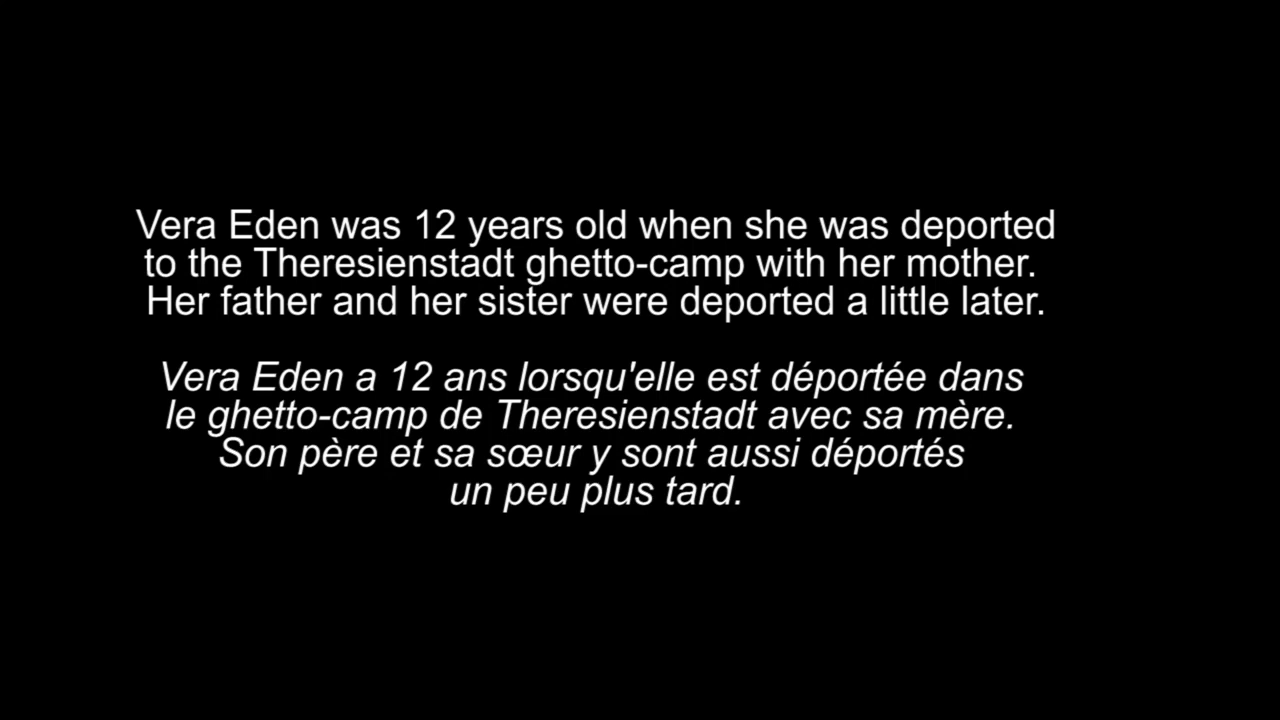 Vera Eden was 12 years old when she was deported
to the Theresienstadt ghetto-camp with her mother.
Her father and her sister were deported a little later.
Vera Eden a 12 ans lorsqu'elle est déportée dans
le ghetto-camp de Theresienstadt avec sa mère.
Son père et sa sœur y sont aussi déportés
un peu plus tard.